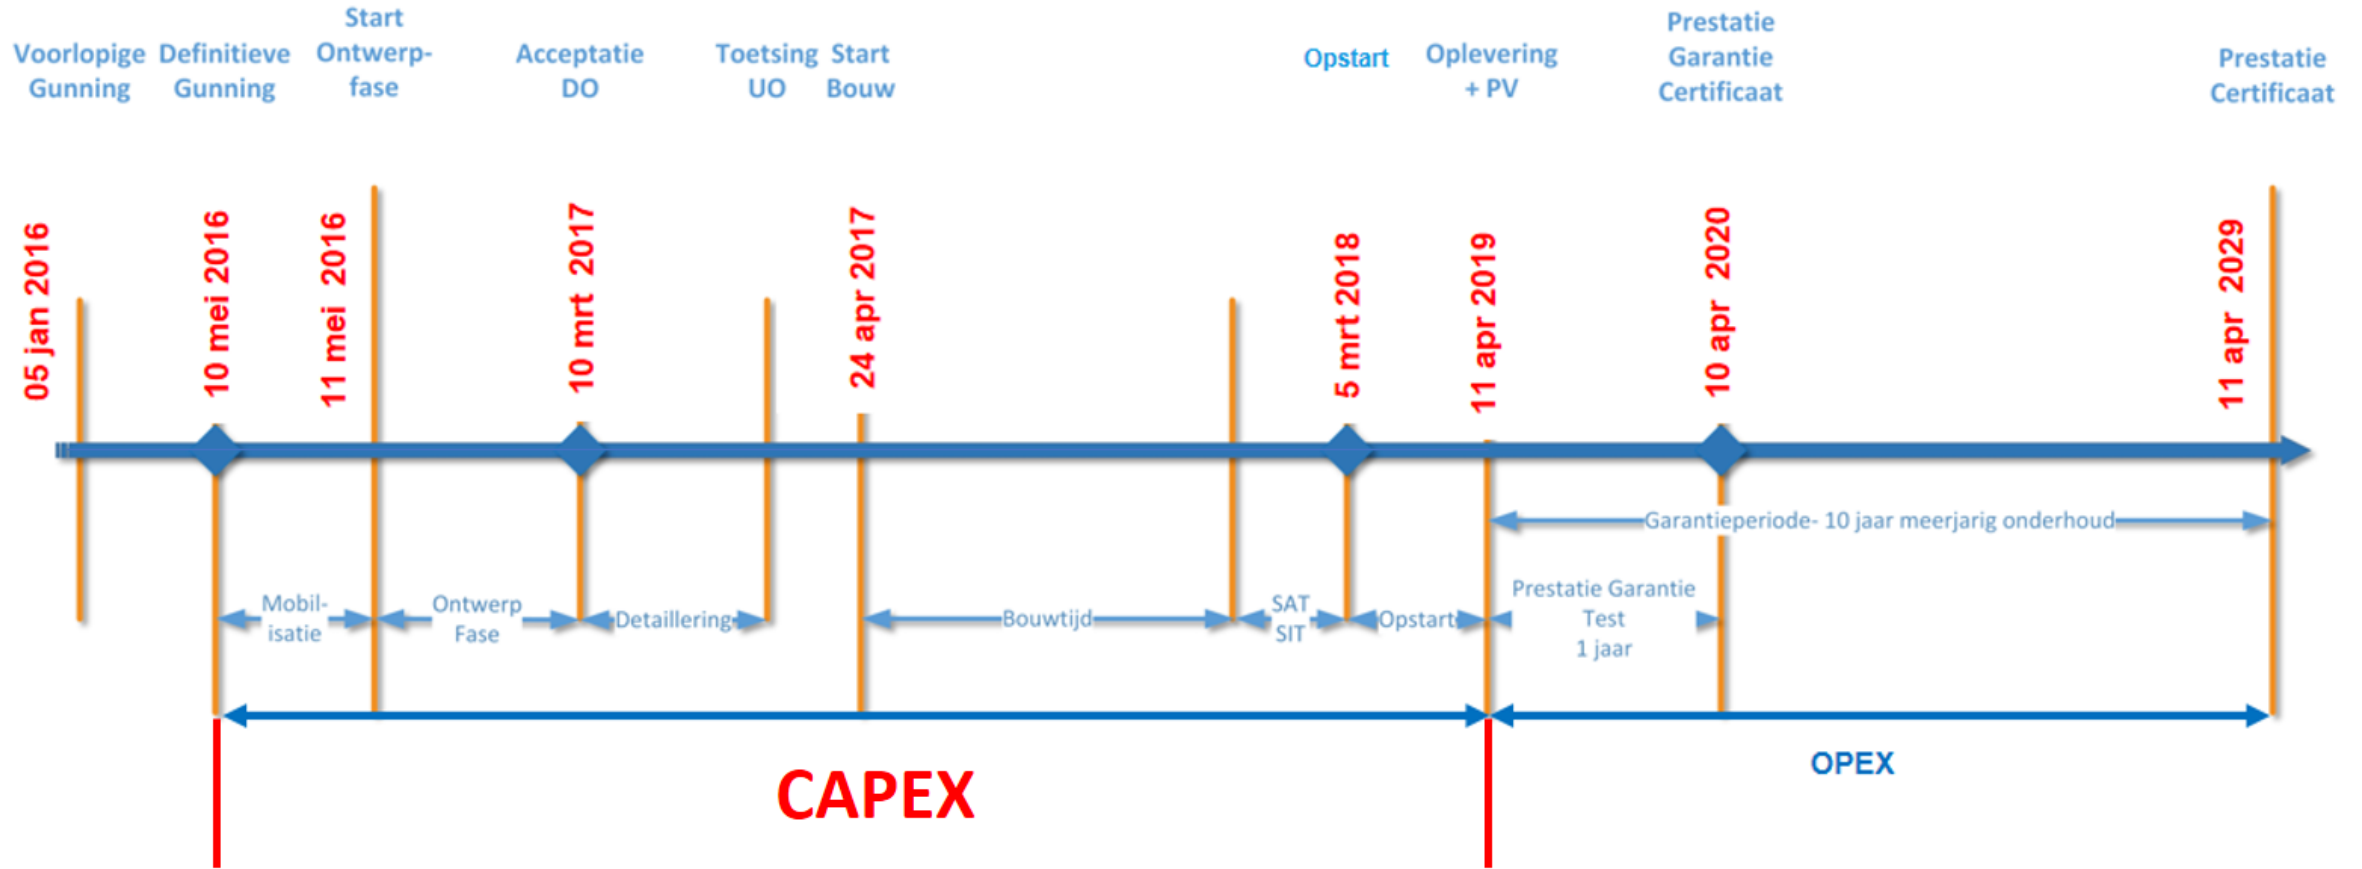 Voorlopige
Gunning
Definitieve
Gunning
Start
Ontwerp-
fase
Acceptatie
DO
Toetsing
UO
Start
Bouw
Opstart
Oplevering
+ PV
Prestatie
Garantie
Certificaat
Prestatie
Certificaat
05 jan 2016
10 mei 2016
11 mei 2016
10 mrt 2017
24 apr 2017
5 mrt 2018
11 apr 2019
10 apr 2020
11 apr 2029
Garantieperiode- 10 jaar meerjarig onderhoud
Mobil-
isatie
Ontwerp
Fase
Detaillering
Bouwtijd
SAT
SIT
Opstart
Prestatie Garantie
Test
1 jaar
CAPEX
OPEX